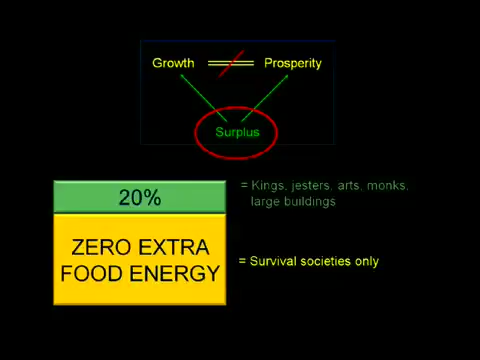 Growth Prosperity
Surplus
20%
= Kings, jesters, arts, monks,
large buildings
ZERO EXTRA
FOOD ENERGY
= Survival societies only